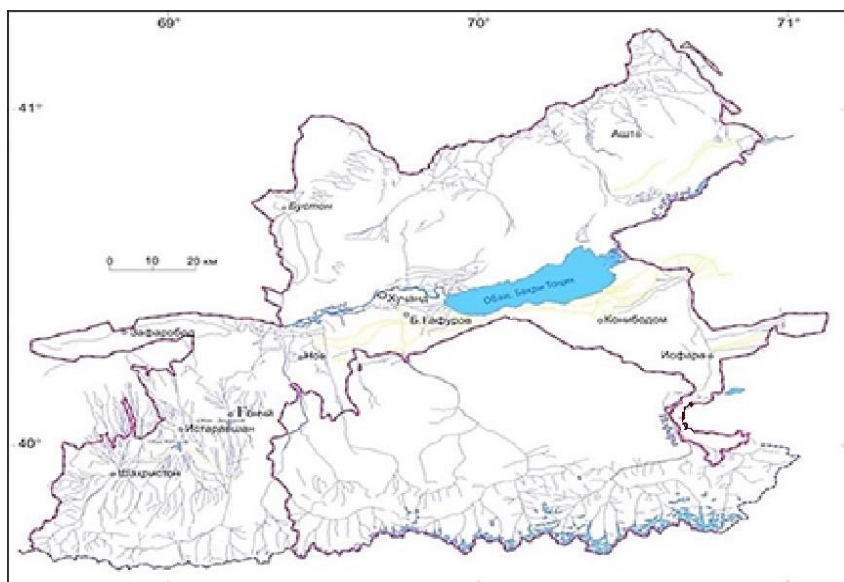 69°
70°
71°
41°
Ашт
Бустон
0 10 20 км
Обан. Баҳри Тоҷик
Хуҷанд
Б.Ғафуров
Конибодом
Зафаробод
Нов
Исфара
40°
Ғончӣ
Истаравшан
Шаҳристон